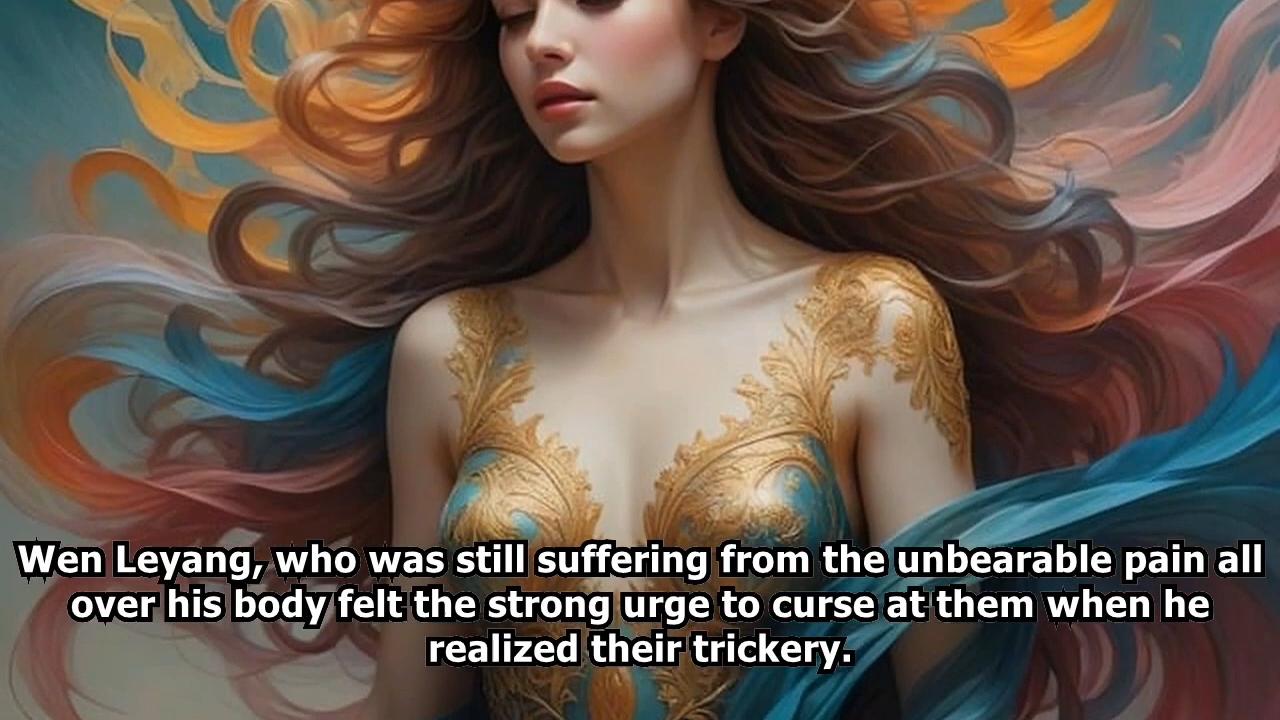 Wen Leyang, who was still suffering from the unbearable pain all
over his body felt the strong urge to curse at them when he
realized their trickery.